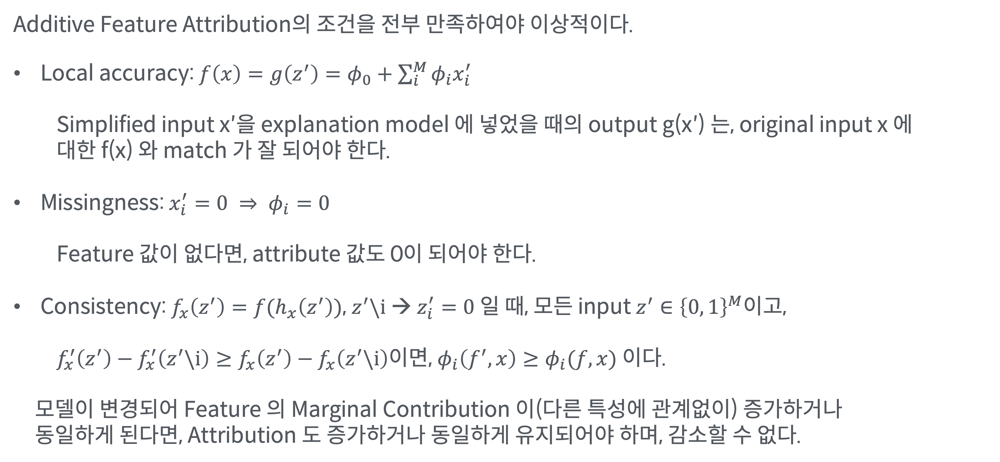 Additive Feature Attribution의 조건을 전부 만족하여야 이상적이다.
• Local accuracy: $f(x) = g(z') = \phi_0 + \sum_i^M \phi_i x_i'$
Simplified input x'을 explanation model 에 넣었을 때의 output g(x') 는, original input x 에
대한 f(x) 와 match 가 잘 되어야 한다.
• Missingness: $x_i' = 0 \Rightarrow \phi_i = 0$
Feature 값이 없다면, attribute 값도 0이 되어야 한다.
• Consistency: $f_x(z') = f(h_x(z')), z' \backslash \mathrm{i} \rightarrow z_i' = 0$ 일 때, 모든 input $z' \in \{0, 1\}^M$이고,
$f_x'(z') - f_x'(z' \backslash \mathrm{i}) \geq f_x(z') - f_x(z' \backslash \mathrm{i})$이면, $\phi_i(f', x) \geq \phi_i(f, x)$ 이다.
모델이 변경되어 Feature 의 Marginal Contribution 이(다른 특성에 관계없이) 증가하거나
동일하게 된다면, Attribution 도 증가하거나 동일하게 유지되어야 하며, 감소할 수 없다.